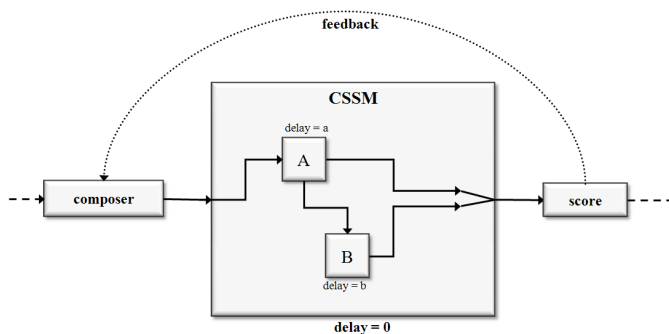 feedback
CSSM
delay = a
A
composer
score
B
delay = b
delay = 0